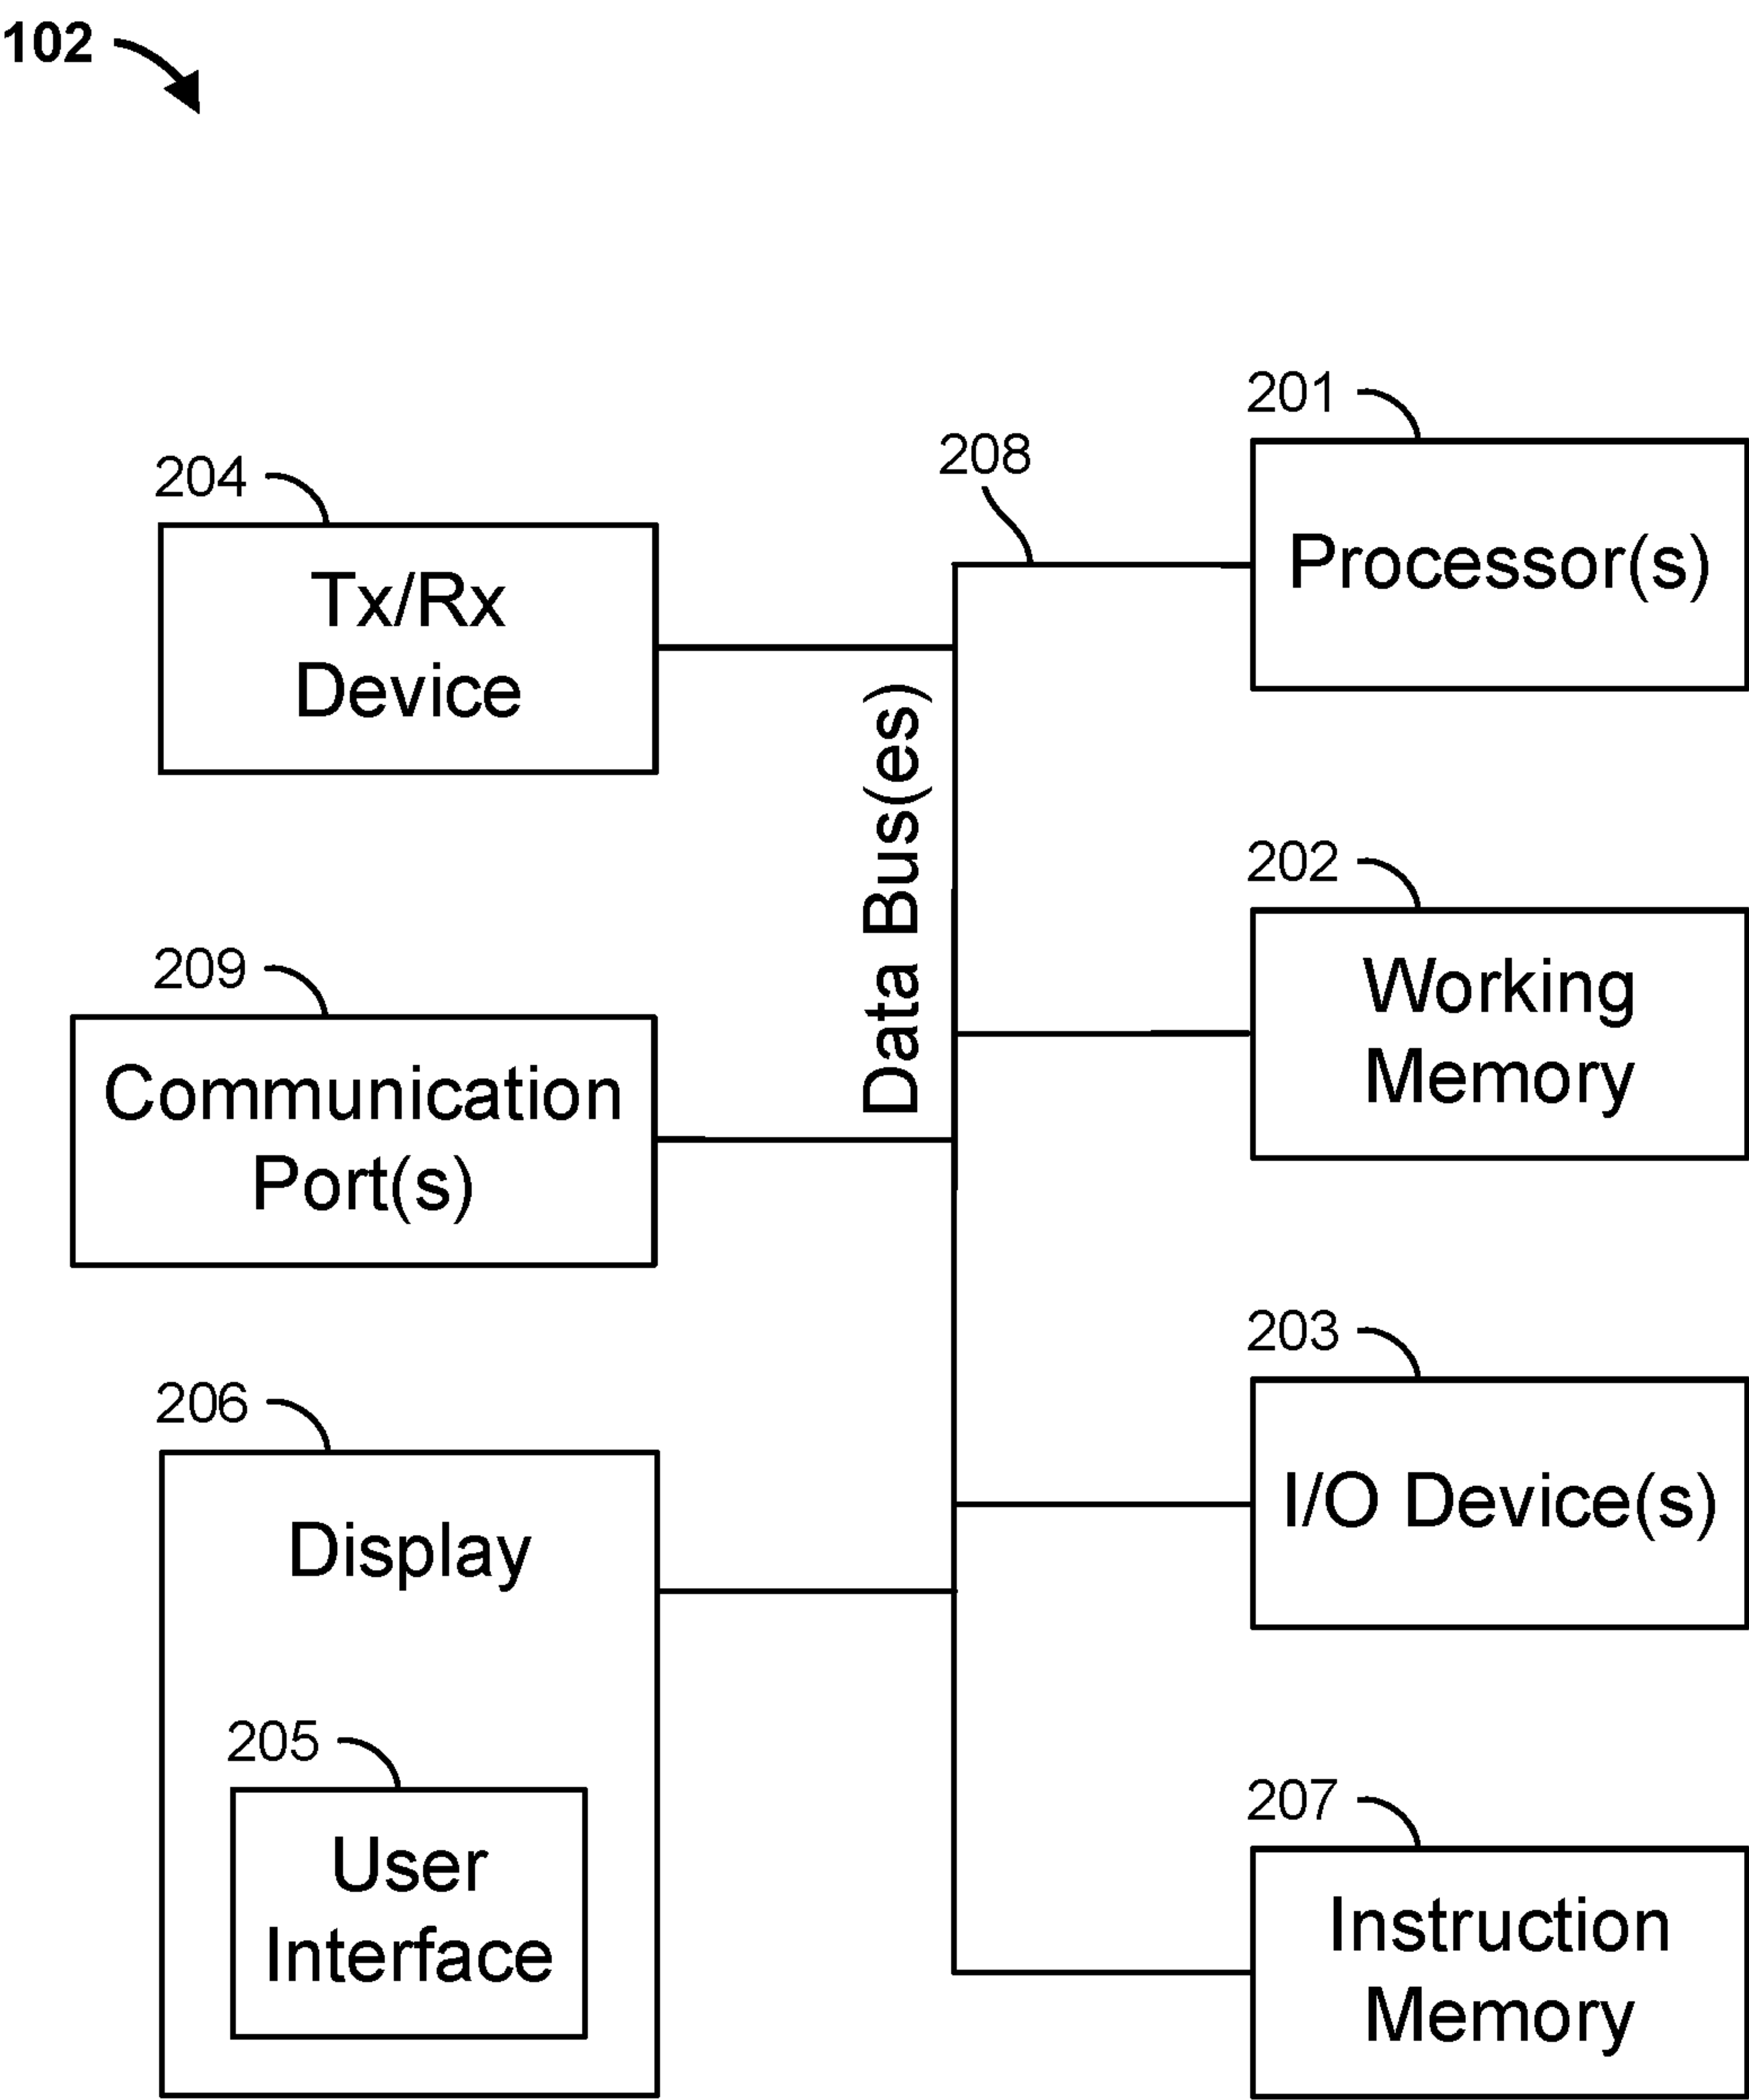 102
201
208
204
Processor(s)
Tx/Rx
Device
Data Bus(es)
202
209
Working
Memory
Communication
Port(s)
203
206
I/O Device(s)
Display
205
207
User
Interface
Instruction
Memory